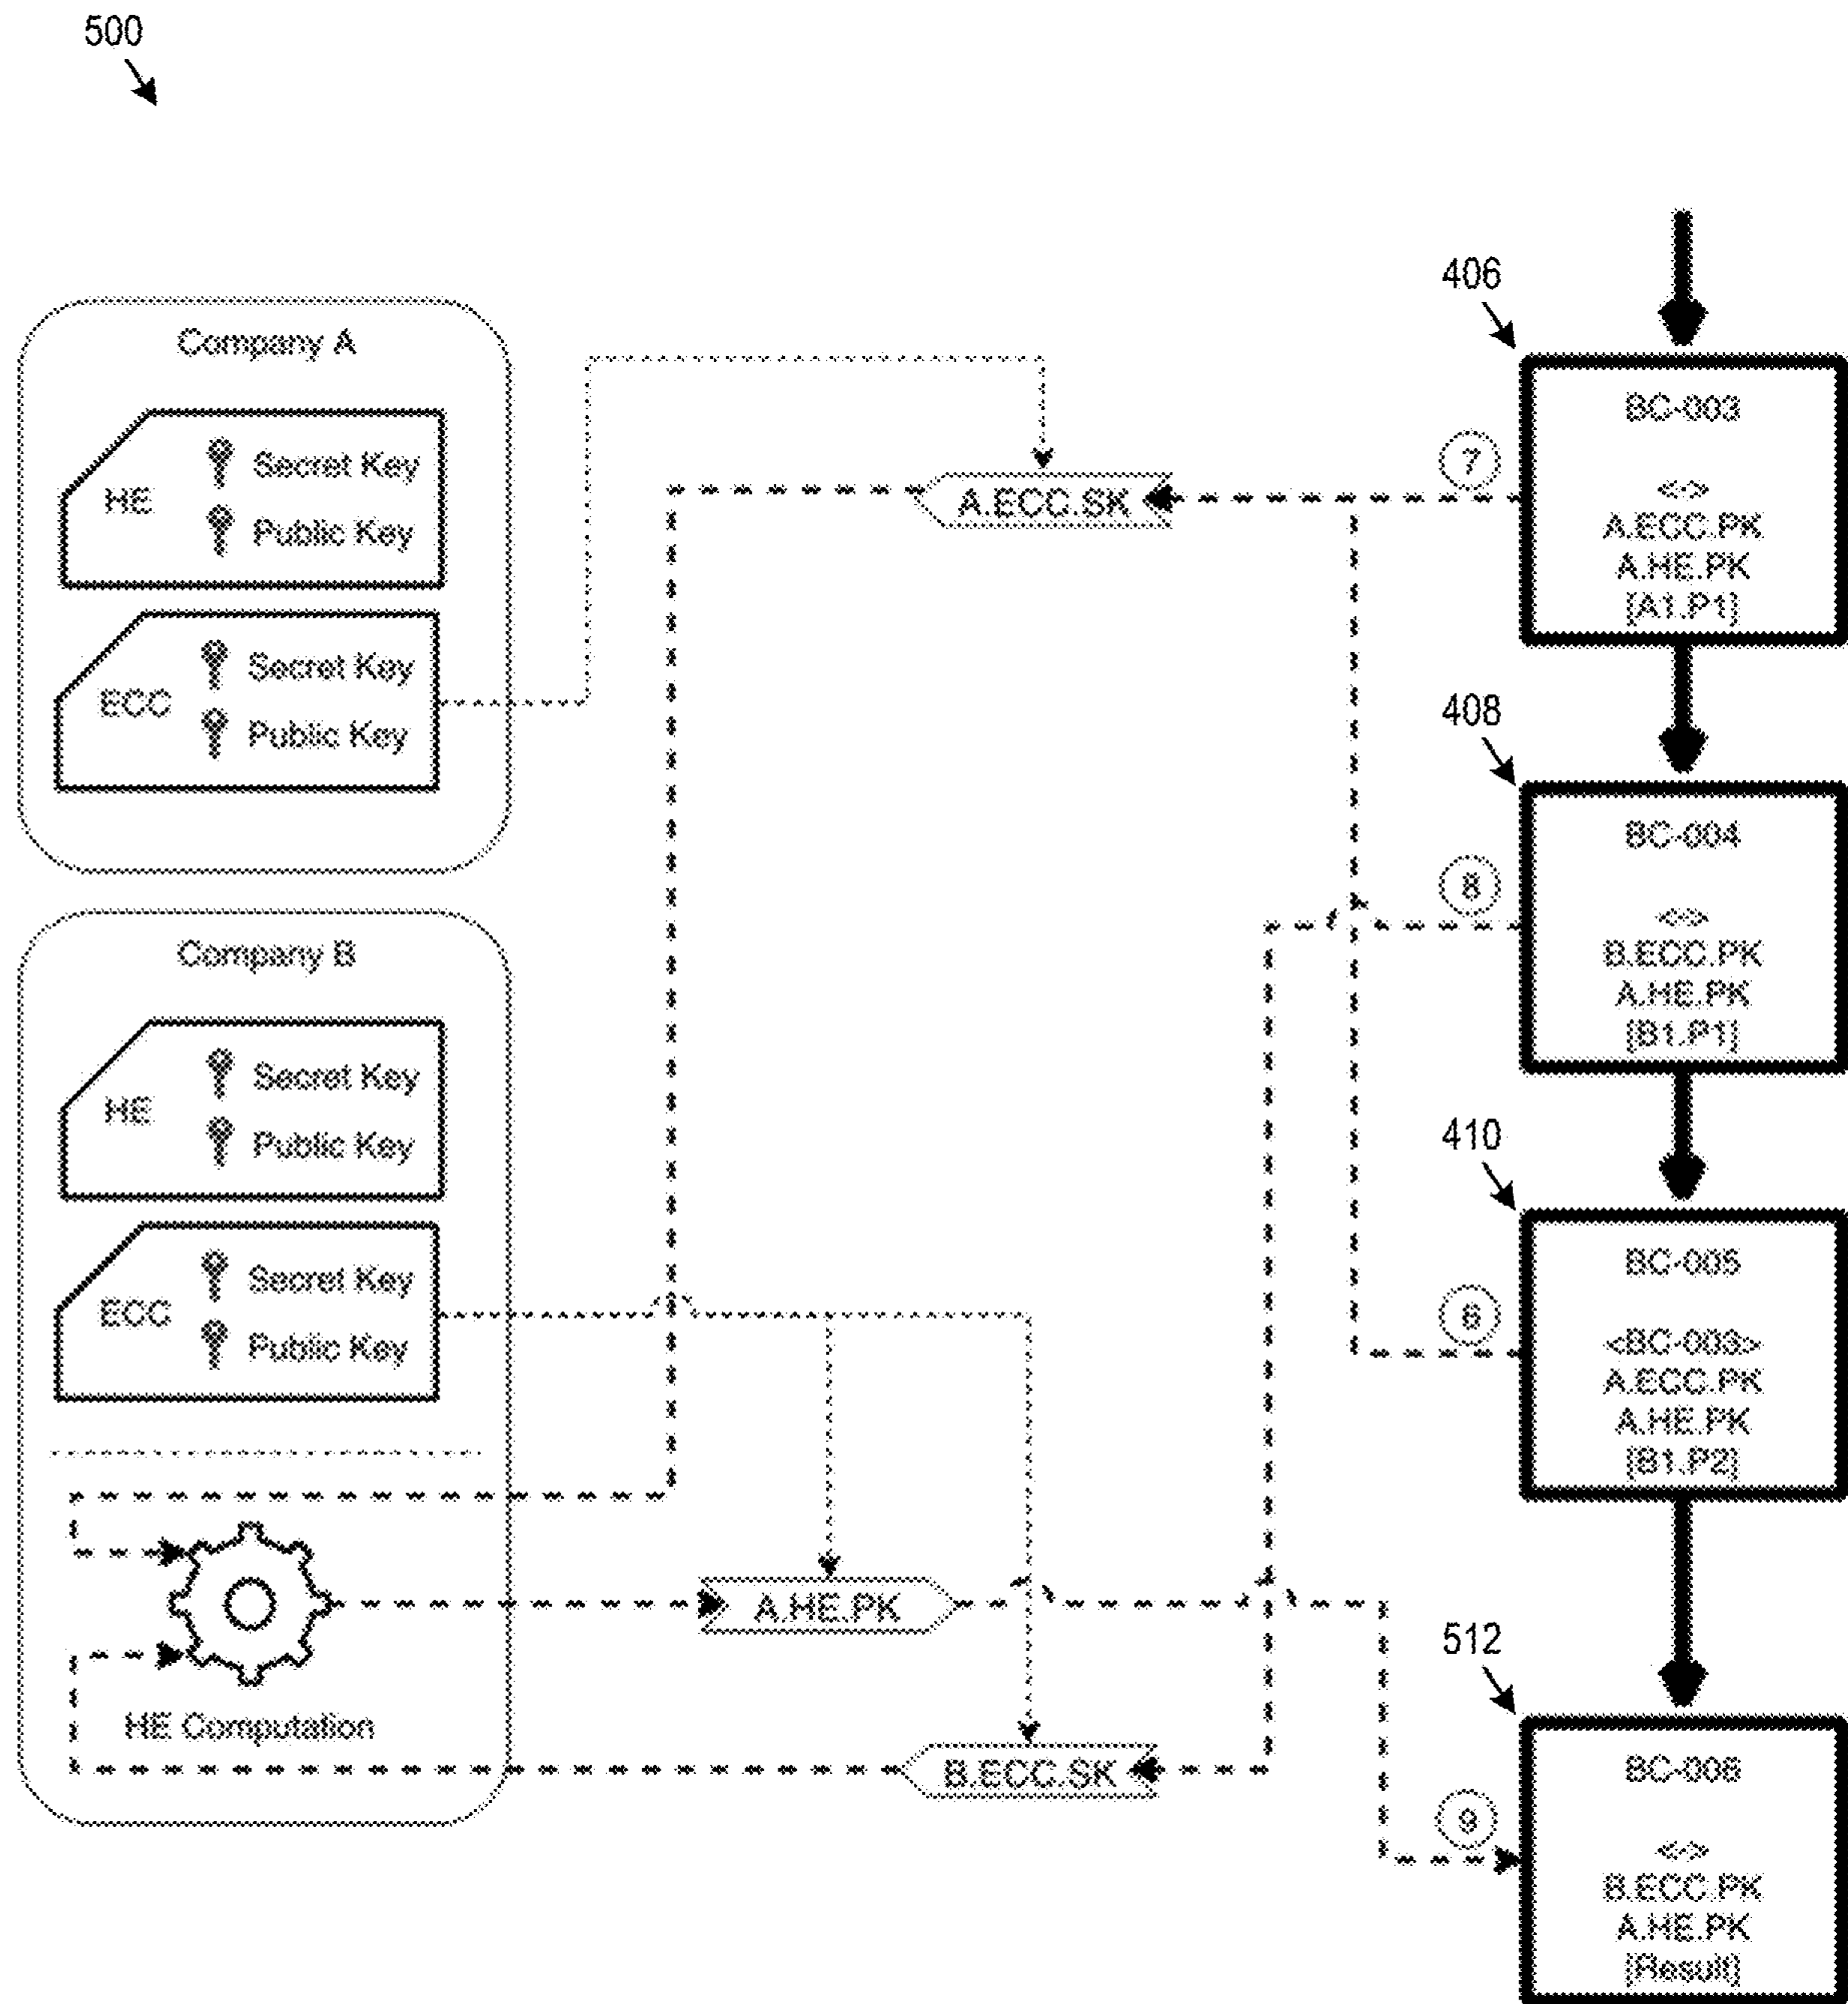 500
Company A
HE
Secret Key
Public Key
ECC
Secret Key
Public Key
Company B
HE
Secret Key
Public Key
ECC
Secret Key
Public Key
HE Computation
A.ECC.SK
A.HE.PK
B.ECC.SK
406
7
BC-003
<->
A.ECC.PK
A.HE.PK
[A1.P1]
408
8
BC-004
<->
B.ECC.PK
A.HE.PK
[B1.P1]
410
6
BC-005
<BC-003>
A.ECC.PK
A.HE.PK
[B1.P2]
512
9
BC-006
<->
B.ECC.PK
A.HE.PK
[Result]